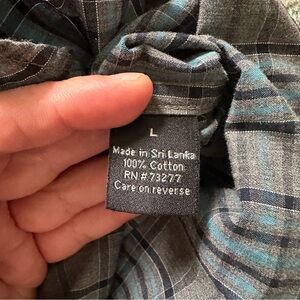 L
Made in Sri Lanka
100% Cotton
RN #73277
Care on reverse